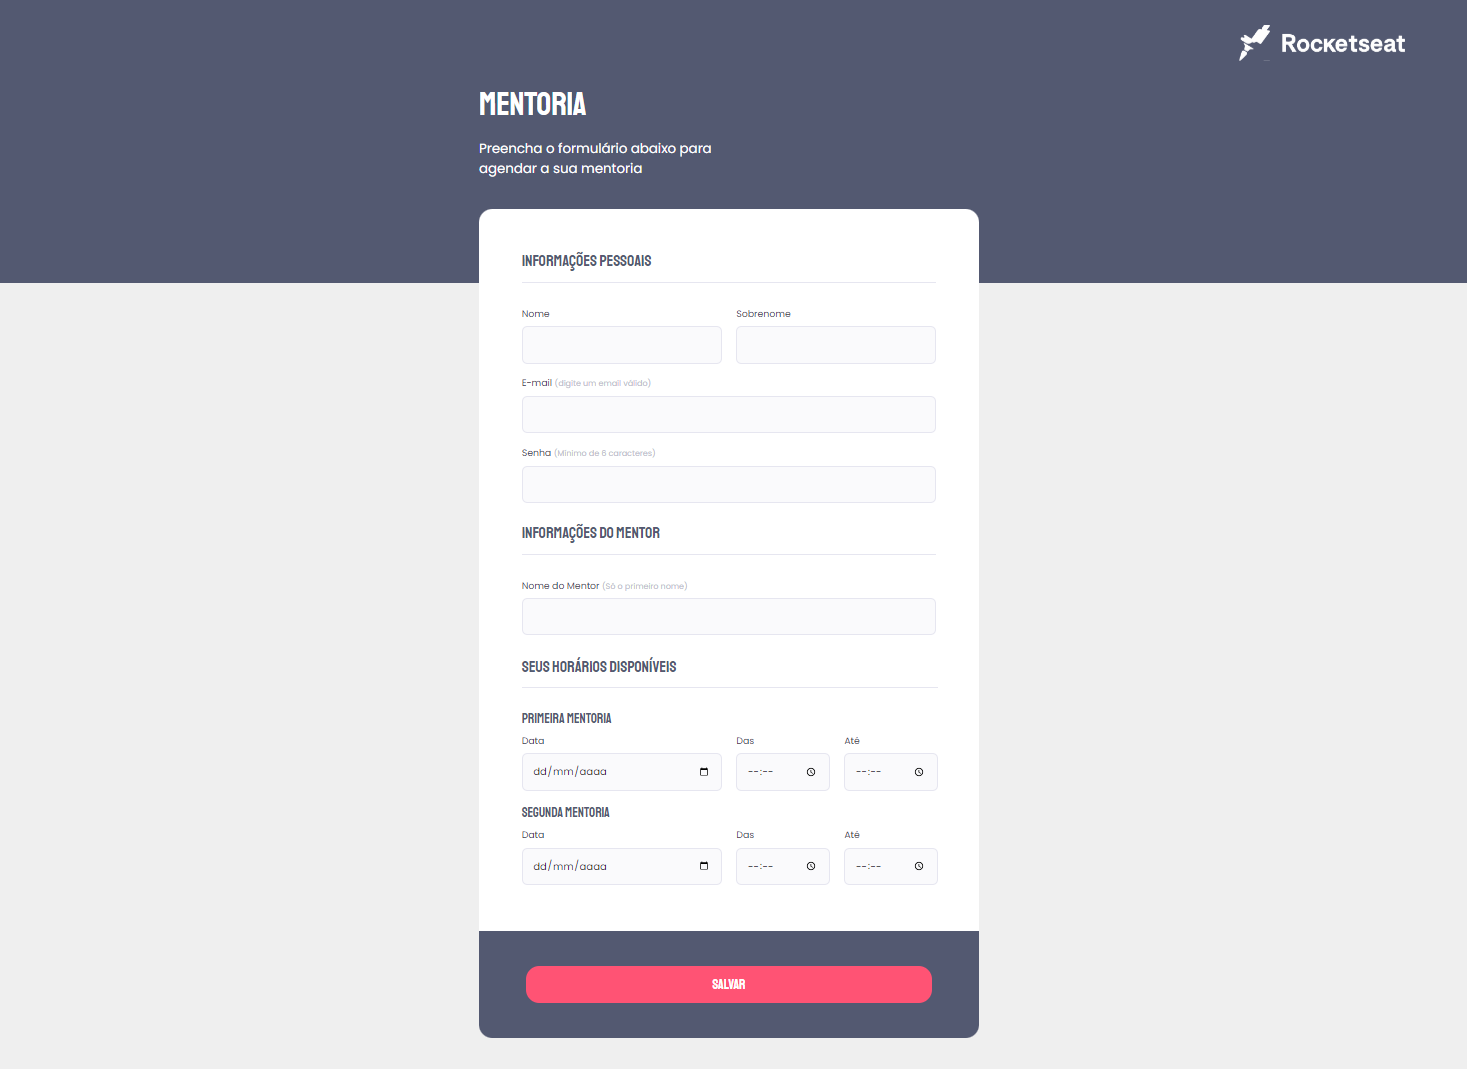 Rocketseat
MENTORIA
Preencha o formulário abaixo para
agendar a sua mentoria
INFORMAÇÕES PESSOAIS
Nome Sobrenome
E-mail (digite um email válido)
Senha (Mínimo de 6 caracteres)
INFORMAÇÕES DO MENTOR
Nome do Mentor (Só o primeiro nome)
SEUS HORÁRIOS DISPONÍVEIS
PRIMEIRA MENTORIA
Data Das Até
dd/mm/aaaa --:-- --:--
SEGUNDA MENTORIA
Data Das Até
dd/mm/aaaa --:-- --:--
SALVAR